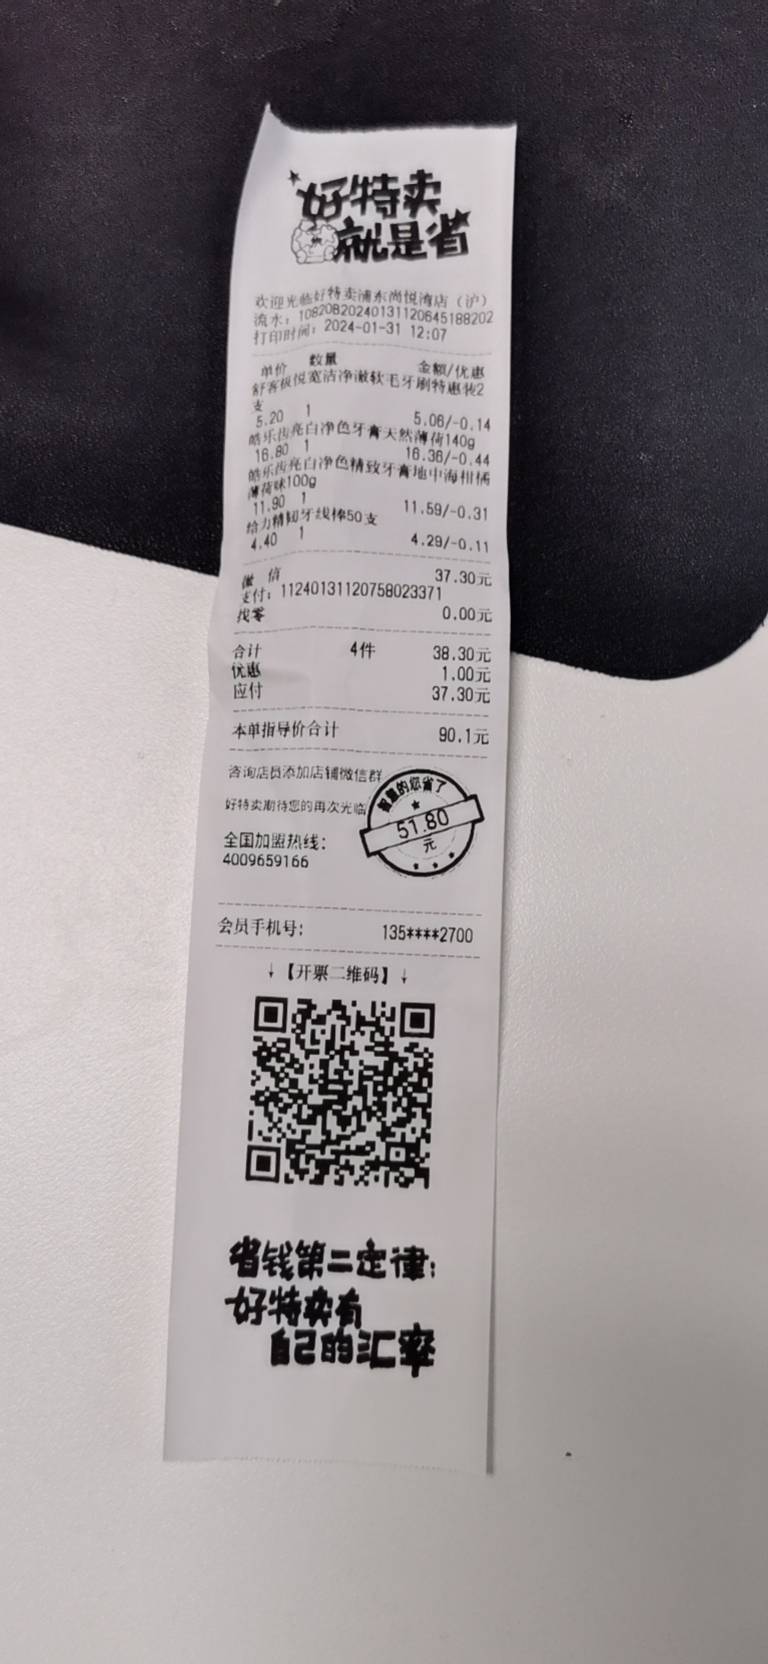 好特卖
就是省
欢迎光临好特卖浦东尚悦湾店（沪）
流水：10820820240131120645188202
打印时间：2024-01-31 12:07
单价 数量 金额/优惠
舒客极悦宽洁净澈软毛牙刷特惠装2
支
5.20 1 5.06/-0.14
皓乐齿亮白净色牙膏天然薄荷140g
16.80 1 16.36/-0.44
皓乐齿亮白净色精致牙膏地中海柑橘
薄荷味100g
11.90 1 11.59/-0.31
给力精韧牙线棒50支
4.40 1 4.29/-0.11
微 信 37.30元
支付：11240131120758023371
找零 0.00元
合计 4件 38.30元
优惠 1.00元
应付 37.30元
本单指导价合计 90.1元
咨询店员添加店铺微信群
好特卖期待您的再次光临
智慧的您省了
51.80
元
全国加盟热线：
4009659166
会员手机号： 135****2700
↓【开票二维码】↓
省钱第二定律：
好特卖有
自己的汇率